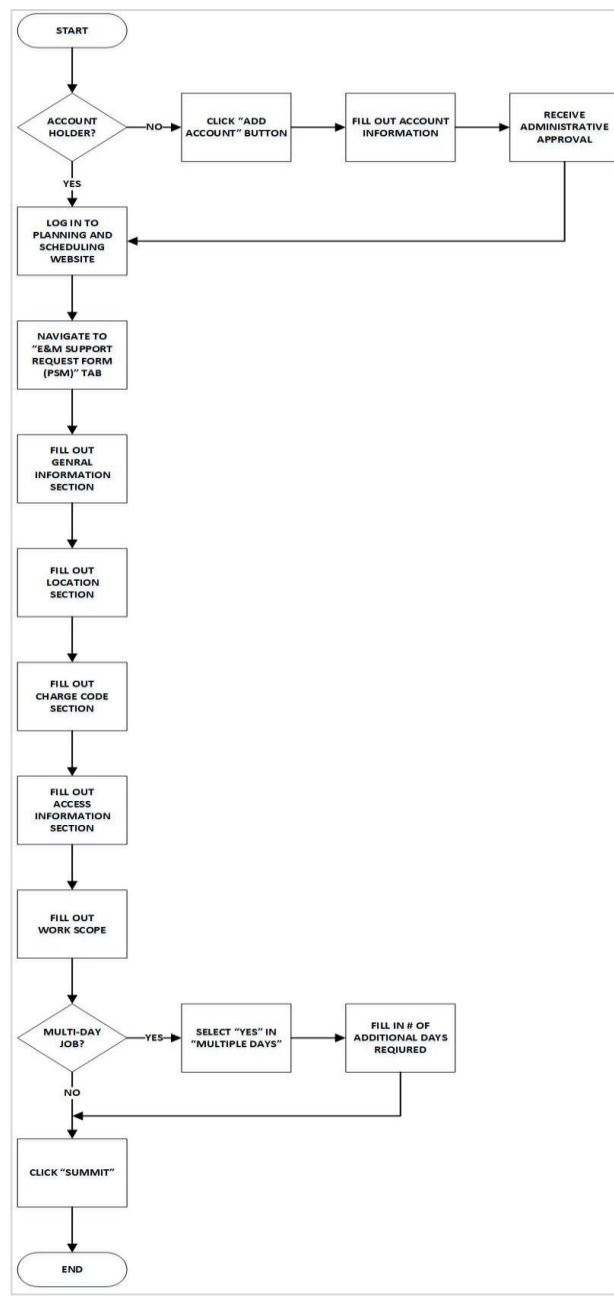 START
ACCOUNT
HOLDER?
NO
CLICK “ADD
ACCOUNT” BUTTON
FILL OUT ACCOUNT
INFORMATION
RECEIVE
ADMINISTRATIVE
APPROVAL
YES
LOG IN TO
PLANNING AND
SCHEDULING
WEBSITE
NAVIGATE TO
“E&M SUPPORT
REQUEST FORM
(PSM)” TAB
FILL OUT
GENRAL
INFORMATION
SECTION
FILL OUT
LOCATION
SECTION
FILL OUT
CHARGE CODE
SECTION
FILL OUT
ACCESS
INFORMATION
SECTION
FILL OUT
WORK SCOPE
MULTI-DAY
JOB?
YES
SELECT “YES” IN
“MULTIPLE DAYS”
FILL IN # OF
ADDITIONAL DAYS
REQIURED
NO
CLICK “SUMMIT”
END